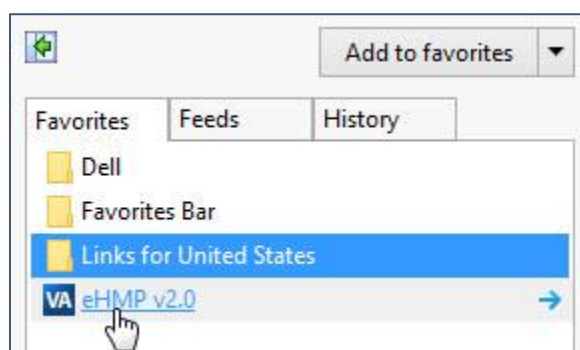 Add to favorites
Favorites Feeds History
Dell
Favorites Bar
Links for United States
VA eHMP v2.0